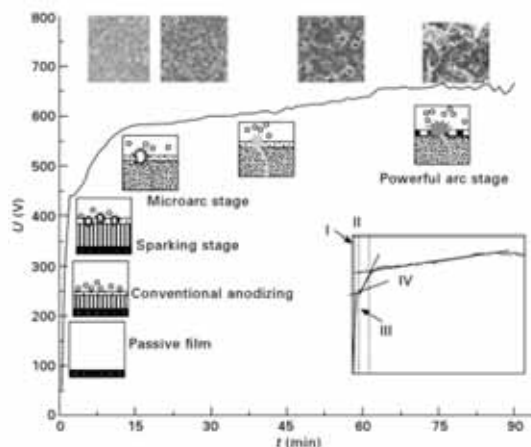 800
700
600
500
400
300
200
100
0
U (V)
Microarc stage
Powerful arc stage
Sparking stage
Conventional anodizing
Passive film
I
II
IV
III
0
15
30
45
60
75
90
t (min)